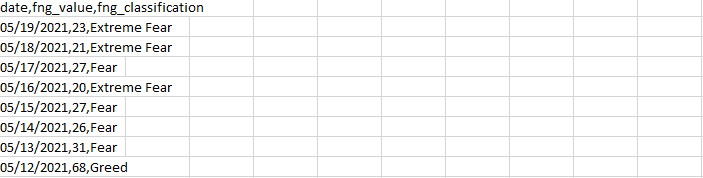 date,fng_value,fng_classification
05/19/2021,23,Extreme Fear
05/18/2021,21,Extreme Fear
05/17/2021,27,Fear
05/16/2021,20,Extreme Fear
05/15/2021,27,Fear
05/14/2021,26,Fear
05/13/2021,31,Fear
05/12/2021,68,Greed